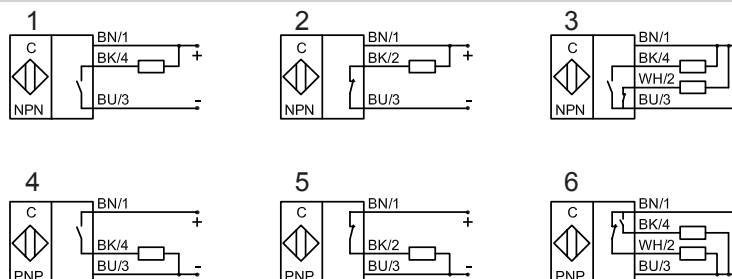 1
BN/1
C
BK/4
+
NPN
BU/3
-
2
BN/1
C
BK/2
+
NPN
BU/3
-
3
BN/1
C
BK/4
WH/2
NPN
BU/3
4
BN/1
C
+
BK/4
PNP
BU/3
-
5
BN/1
C
+
BK/2
PNP
BU/3
-
6
BN/1
C
BK/4
WH/2
PNP
BU/3